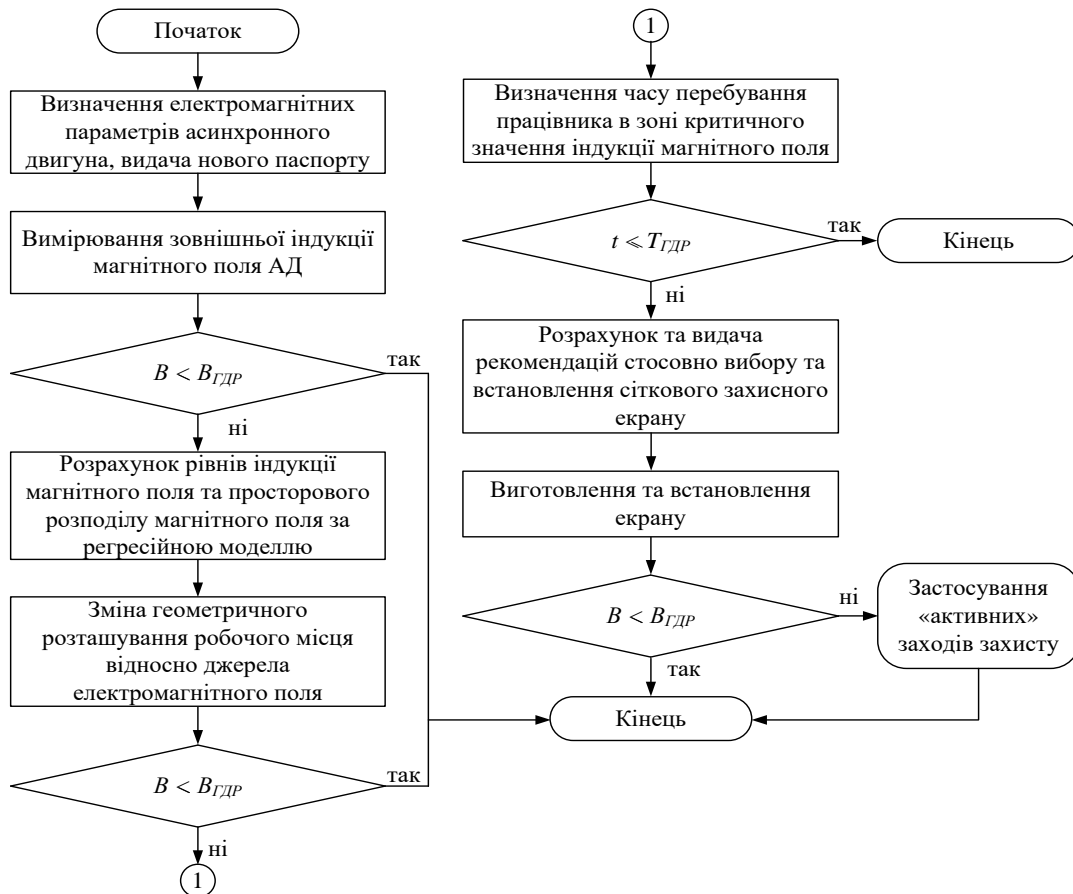 Початок
Визначення електромагнітних
параметрів асинхронного
двигуна, видача нового паспорту
Вимірювання зовнішньої індукції
магнітного поля АД
B < B_ГДР
так
ні
Розрахунок рівнів індукції
магнітного поля та просторового
розподілу магнітного поля за
регресійною моделлю
Зміна геометричного
розташування робочого місця
відносно джерела
електромагнітного поля
B < B_ГДР
так
ні
1
1
Визначення часу перебування
працівника в зоні критичного
значення індукції магнітного поля
t ⩽ T_ГДР
так
Кінець
ні
Розрахунок та видача
рекомендацій стосовно вибору та
встановлення сіткового захисного
екрану
Виготовлення та встановлення
екрану
B < B_ГДР
ні
Застосування
«активних»
заходів захисту
так
Кінець